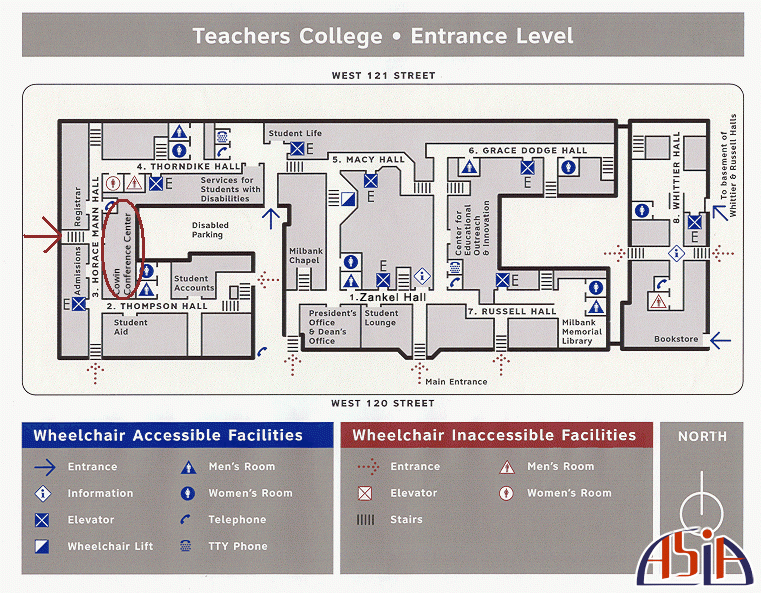 Teachers College • Entrance Level
WEST 121 STREET
Student Life
4. THORNDIKE HALL
5. MACY HALL
6. GRACE DODGE HALL
8. WHITTIER HALL
To basement of
Whittier & Russell Halls
E
E
E
E
E
Services for
Students with
Disabilities
Registrar
3. HORACE MANN HALL
Cowin
Conference Center
Admissions
Disabled
Parking
Milbank
Chapel
Center for
Educational
Outreach
& Innovation
Student
Accounts
E
E
E
1.Zankel Hall
2. THOMPSON HALL
7. RUSSELL HALL
Student
Aid
President's
Office
& Dean's
Office
Student
Lounge
Milbank
Memorial
Library
Bookstore
Main Entrance
WEST 120 STREET
Wheelchair Accessible Facilities
Entrance
Men's Room
Information
Women's Room
Elevator
Telephone
Wheelchair Lift
TTY Phone
Wheelchair Inaccessible Facilities
Entrance
Men's Room
Elevator
Women's Room
Stairs
NORTH
ASiA